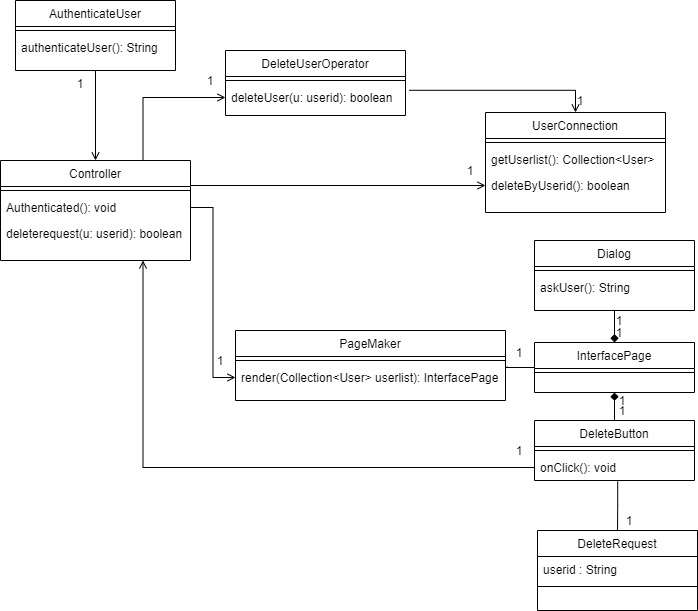 AuthenticateUser
authenticateUser(): String
1
DeleteUserOperator
1
deleteUser(u: userid): boolean
1
UserConnection
getUserlist(): Collection<User>
1
deleteByUserid(): boolean
Controller
Authenticated(): void
deleterequest(u: userid): boolean
Dialog
askUser(): String
1
1
PageMaker
1
InterfacePage
1
render(Collection<User> userlist): InterfacePage
1
1
DeleteButton
1
onClick(): void
1
DeleteRequest
userid : String